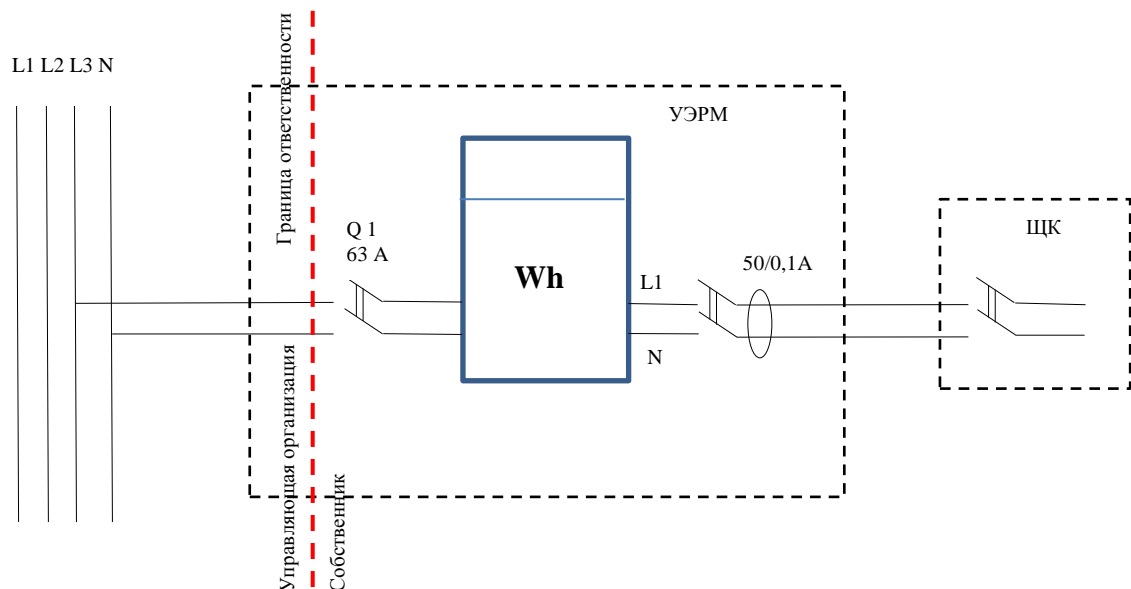 L1 L2 L3 N
Граница ответственности
УЭРМ
Q 1
63 А
Wh
L1
N
50/0,1А
ЩК
Управляющая организация
Собственник